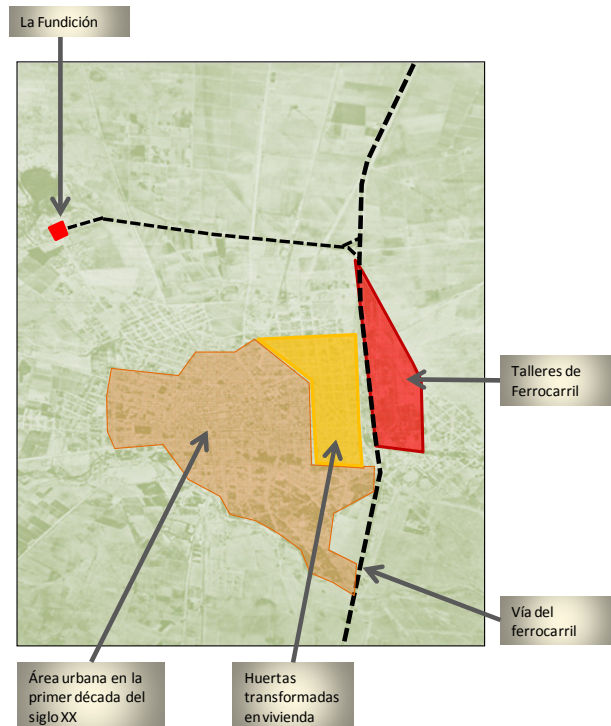 La Fundición
Talleres de
Ferrocarril
Vía del
ferrocarril
Área urbana en la
primer década del
siglo XX
Huertas
transformadas
en vivienda